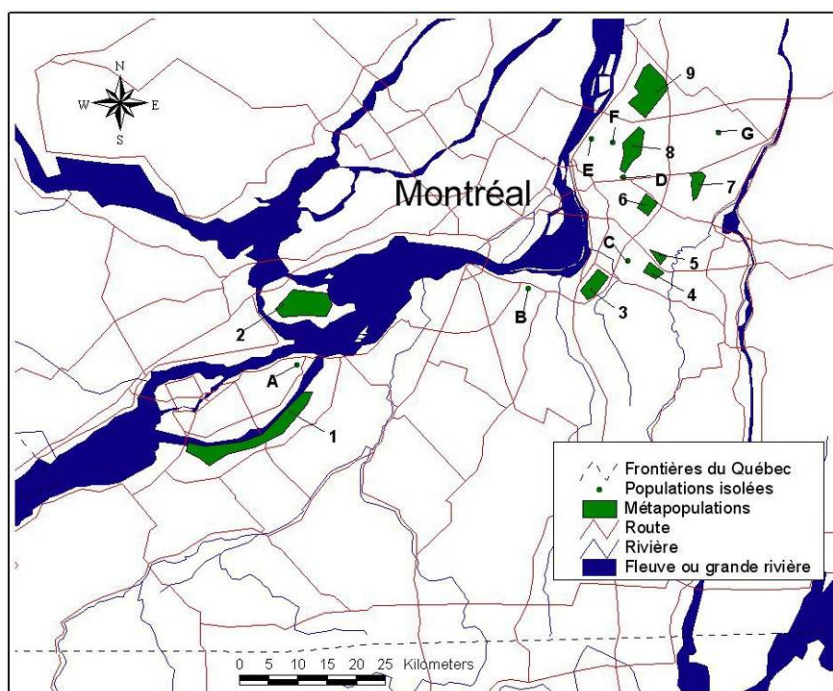 N
W E
S
9
F
G
E
8
D
7
6
Montréal
C
5
4
3
B
2
A
1
Frontières du Québec
Populations isolées
Métapopulations
Route
Rivière
Fleuve ou grande rivière
0 5 10 15 20 25 Kilometers